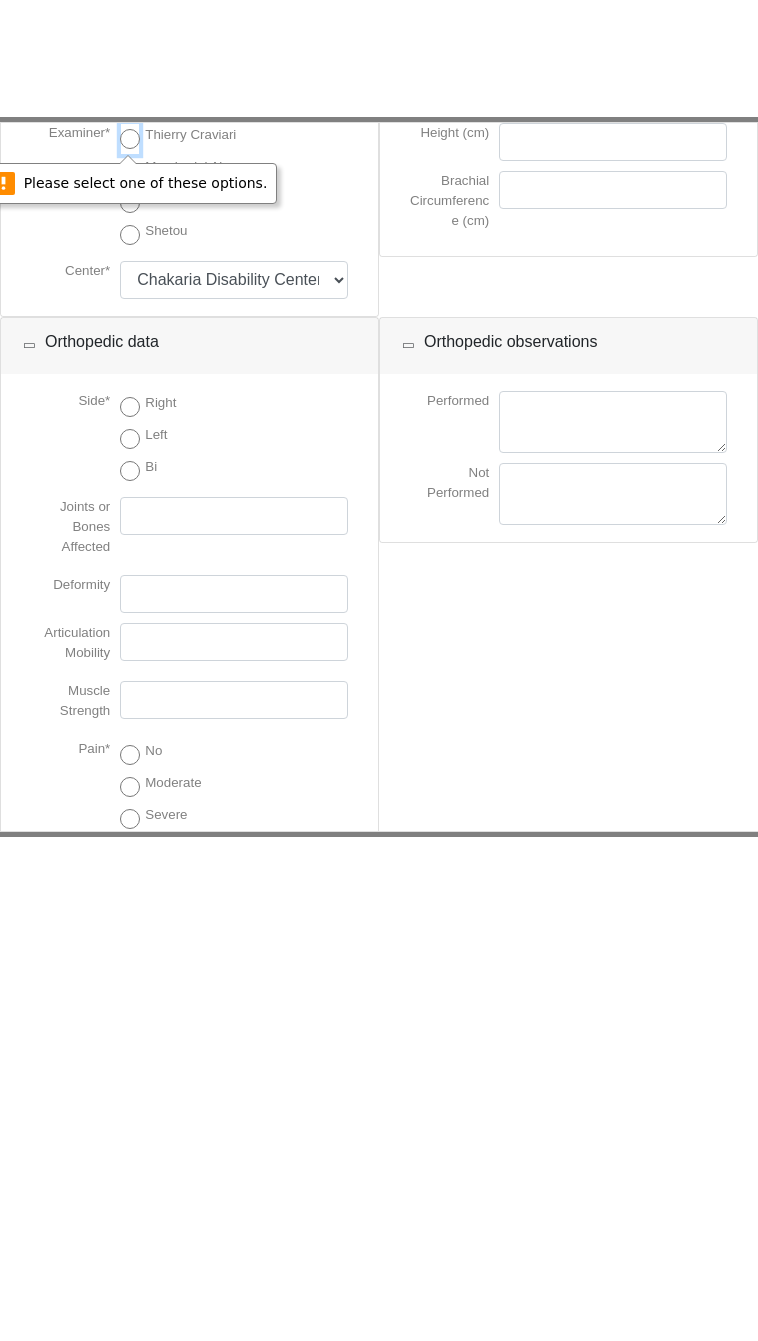 Examiner*
Thierry Craviari
Please select one of these options.
Shetou
Center*
Chakaria Disability Center
Height (cm)
Brachial
Circumferenc
e (cm)
Orthopedic data
Side*
Right
Left
Bi
Joints or
Bones
Affected
Deformity
Articulation
Mobility
Muscle
Strength
Pain*
No
Moderate
Severe
Orthopedic observations
Performed
Not
Performed